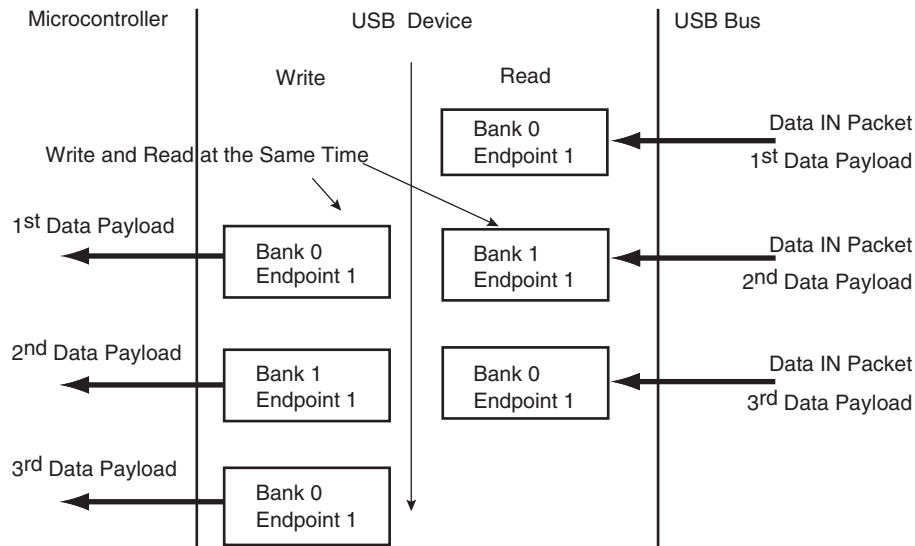 Microcontroller
USB Device
USB Bus
Write
Read
Bank 0
Endpoint 1
Data IN Packet
1st Data Payload
Write and Read at the Same Time
1st Data Payload
Bank 0
Endpoint 1
Bank 1
Endpoint 1
Data IN Packet
2nd Data Payload
2nd Data Payload
Bank 1
Endpoint 1
Bank 0
Endpoint 1
Data IN Packet
3rd Data Payload
3rd Data Payload
Bank 0
Endpoint 1